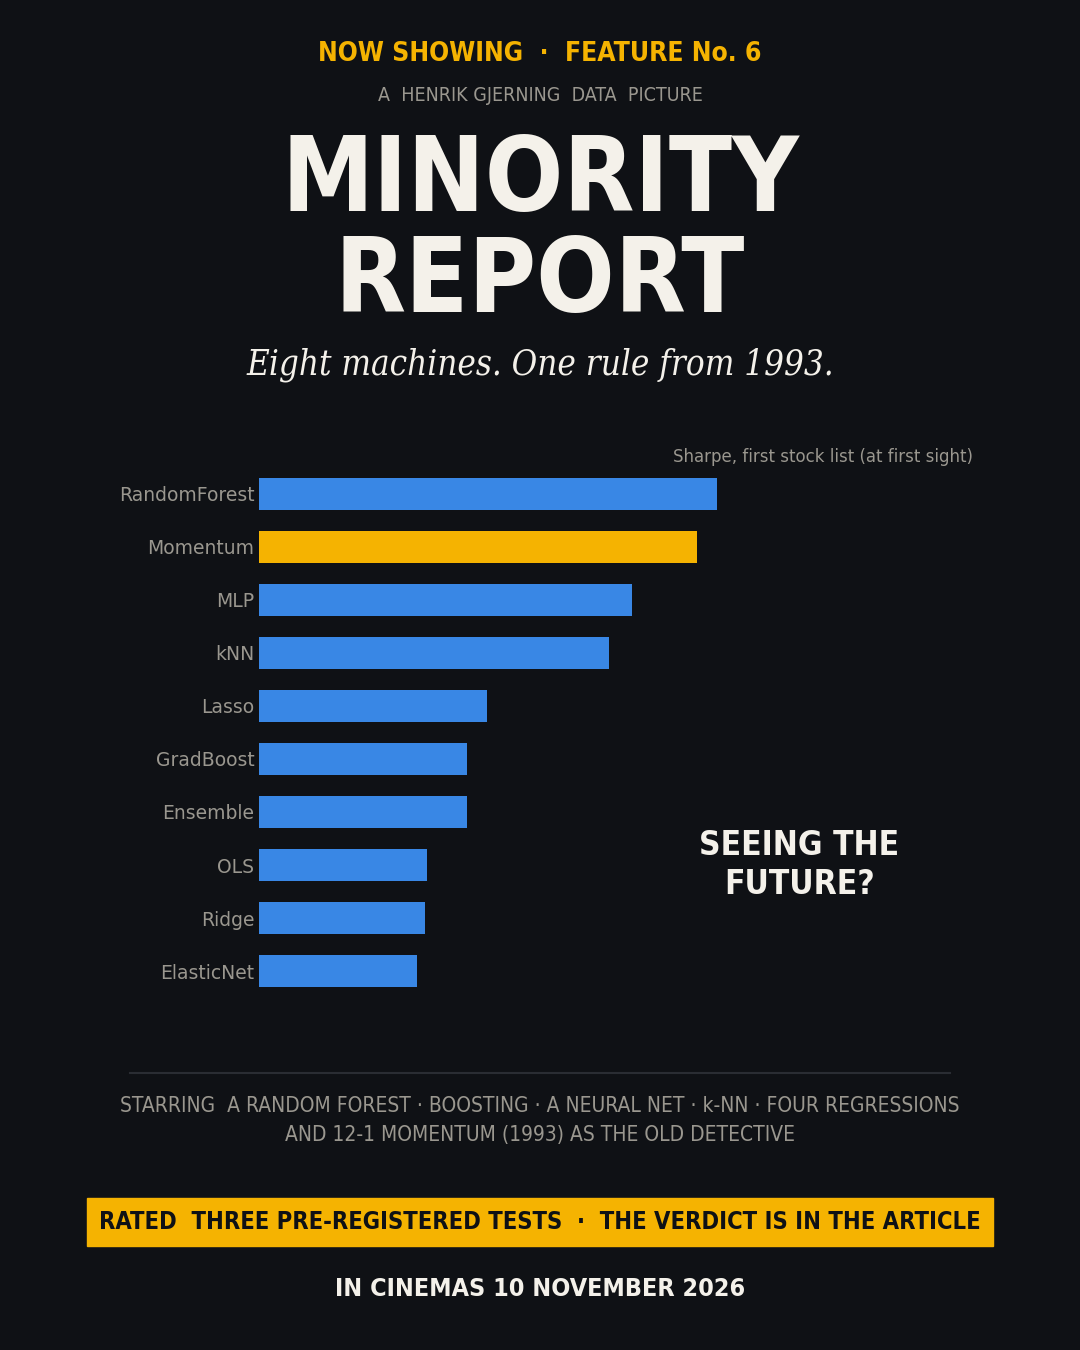 NOW SHOWING · FEATURE No. 6
A HENRIK GJERNING DATA PICTURE
MINORITY
REPORT
Eight machines. One rule from 1993.
Sharpe, first stock list (at first sight)
RandomForest
Momentum
MLP
kNN
Lasso
GradBoost
Ensemble
OLS
Ridge
ElasticNet
SEEING THE
FUTURE?
STARRING A RANDOM FOREST · BOOSTING · A NEURAL NET · k-NN · FOUR REGRESSIONS
AND 12-1 MOMENTUM (1993) AS THE OLD DETECTIVE
RATED THREE PRE-REGISTERED TESTS · THE VERDICT IS IN THE ARTICLE
IN CINEMAS 10 NOVEMBER 2026